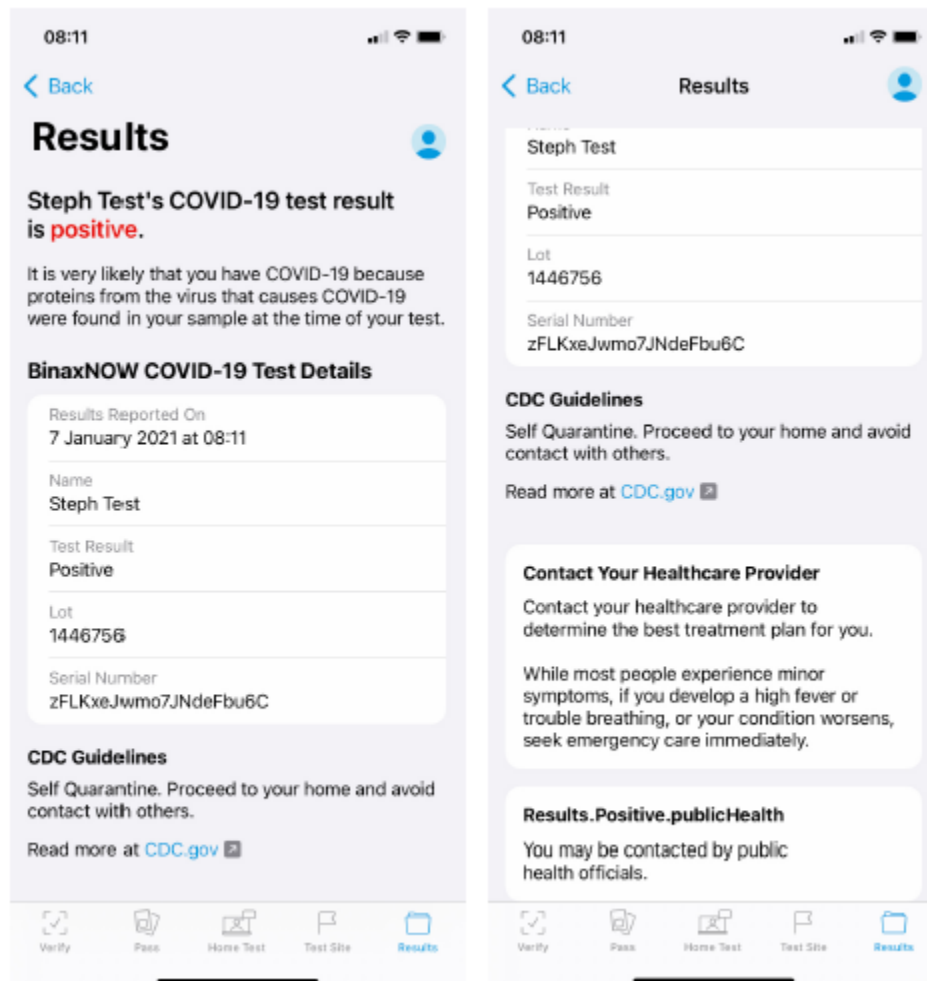 08:11
Back
Results
Steph Test's COVID-19 test result
is positive.
It is very likely that you have COVID-19 because
proteins from the virus that causes COVID-19
were found in your sample at the time of your test.
BinaxNOW COVID-19 Test Details
Results Reported On
7 January 2021 at 08:11
Name
Steph Test
Test Result
Positive
Lot
1446756
Serial Number
zFLKxeJwmo7JNdeFbu6C
CDC Guidelines
Self Quarantine. Proceed to your home and avoid
contact with others.
Read more at CDC.gov
Verify Pass Home Test Test Site Results
08:11
Back Results
Steph Test
Test Result
Positive
Lot
1446756
Serial Number
zFLKxeJwmo7JNdeFbu6C
CDC Guidelines
Self Quarantine. Proceed to your home and avoid
contact with others.
Read more at CDC.gov
Contact Your Healthcare Provider
Contact your healthcare provider to
determine the best treatment plan for you.
While most people experience minor
symptoms, if you develop a high fever or
trouble breathing, or your condition worsens,
seek emergency care immediately.
Results.Positive.publicHealth
You may be contacted by public
health officials.
Verify Pass Home Test Test Site Results